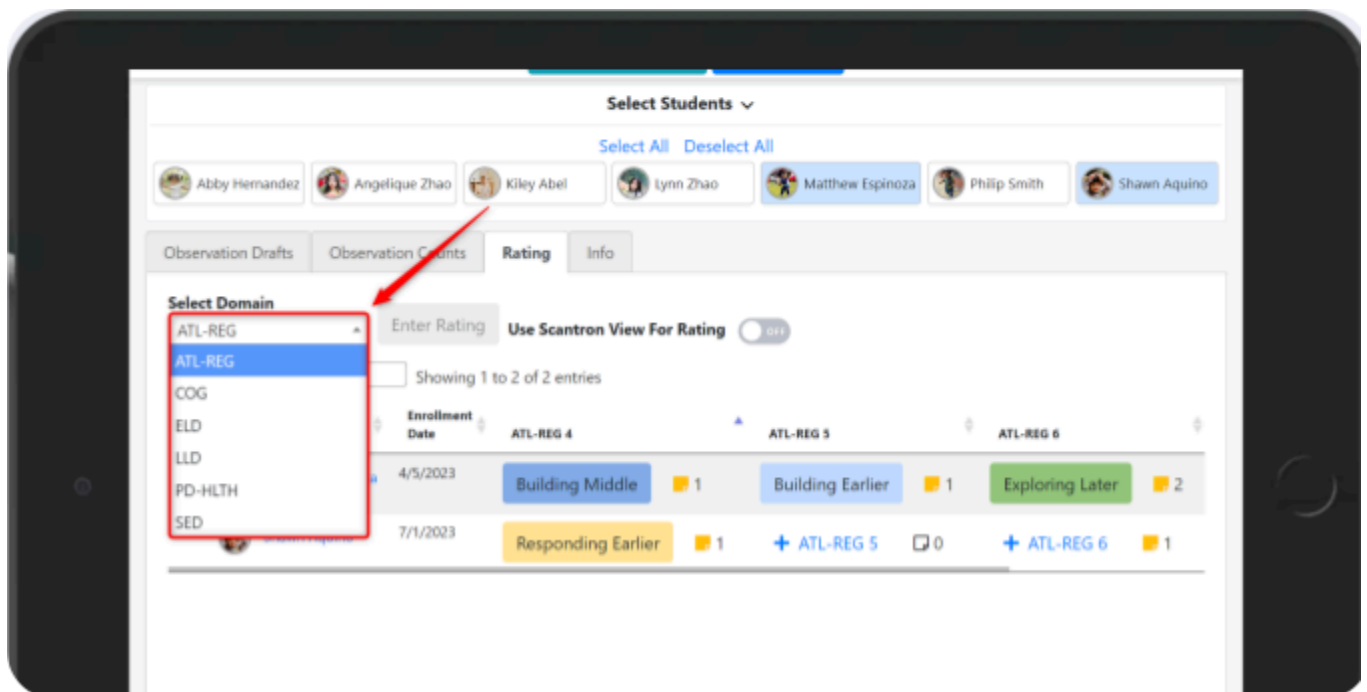 Select Students
Select All Deselect All
Abby Hernandez Angelique Zhao Kiley Abel Lynn Zhao Matthew Espinoza Philip Smith Shawn Aquino
Observation Drafts Observation Counts Rating Info
Select Domain
ATL-REG Enter Rating Use Scantron View For Rating OFF
ATL-REG
Showing 1 to 2 of 2 entries
COG
ELD Enrollment Date ATL-REG 4 ATL-REG 5 ATL-REG 6
LLD
PD-HLTH 4/5/2023 Building Middle 1 Building Earlier 1 Exploring Later 2
SED
7/1/2023 Responding Earlier 1 + ATL-REG 5 0 + ATL-REG 6 1